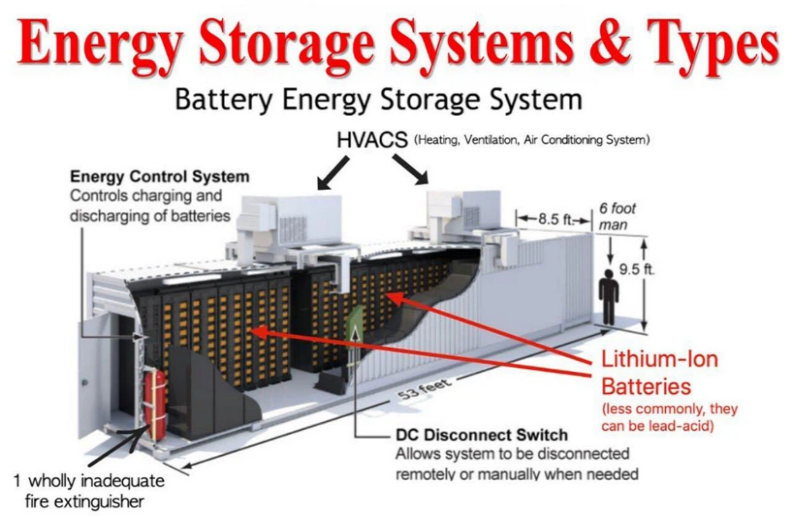 Energy Storage Systems & Types
Battery Energy Storage System
HVACS (Heating, Ventilation, Air Conditioning System)
Energy Control System
Controls charging and
discharging of batteries
8.5 ft.
6 foot
man
9.5 ft.
Lithium-Ion
Batteries
(less commonly, they
can be lead-acid)
53 feet
DC Disconnect Switch
Allows system to be disconnected
remotely or manually when needed
1 wholly inadequate
fire extinguisher